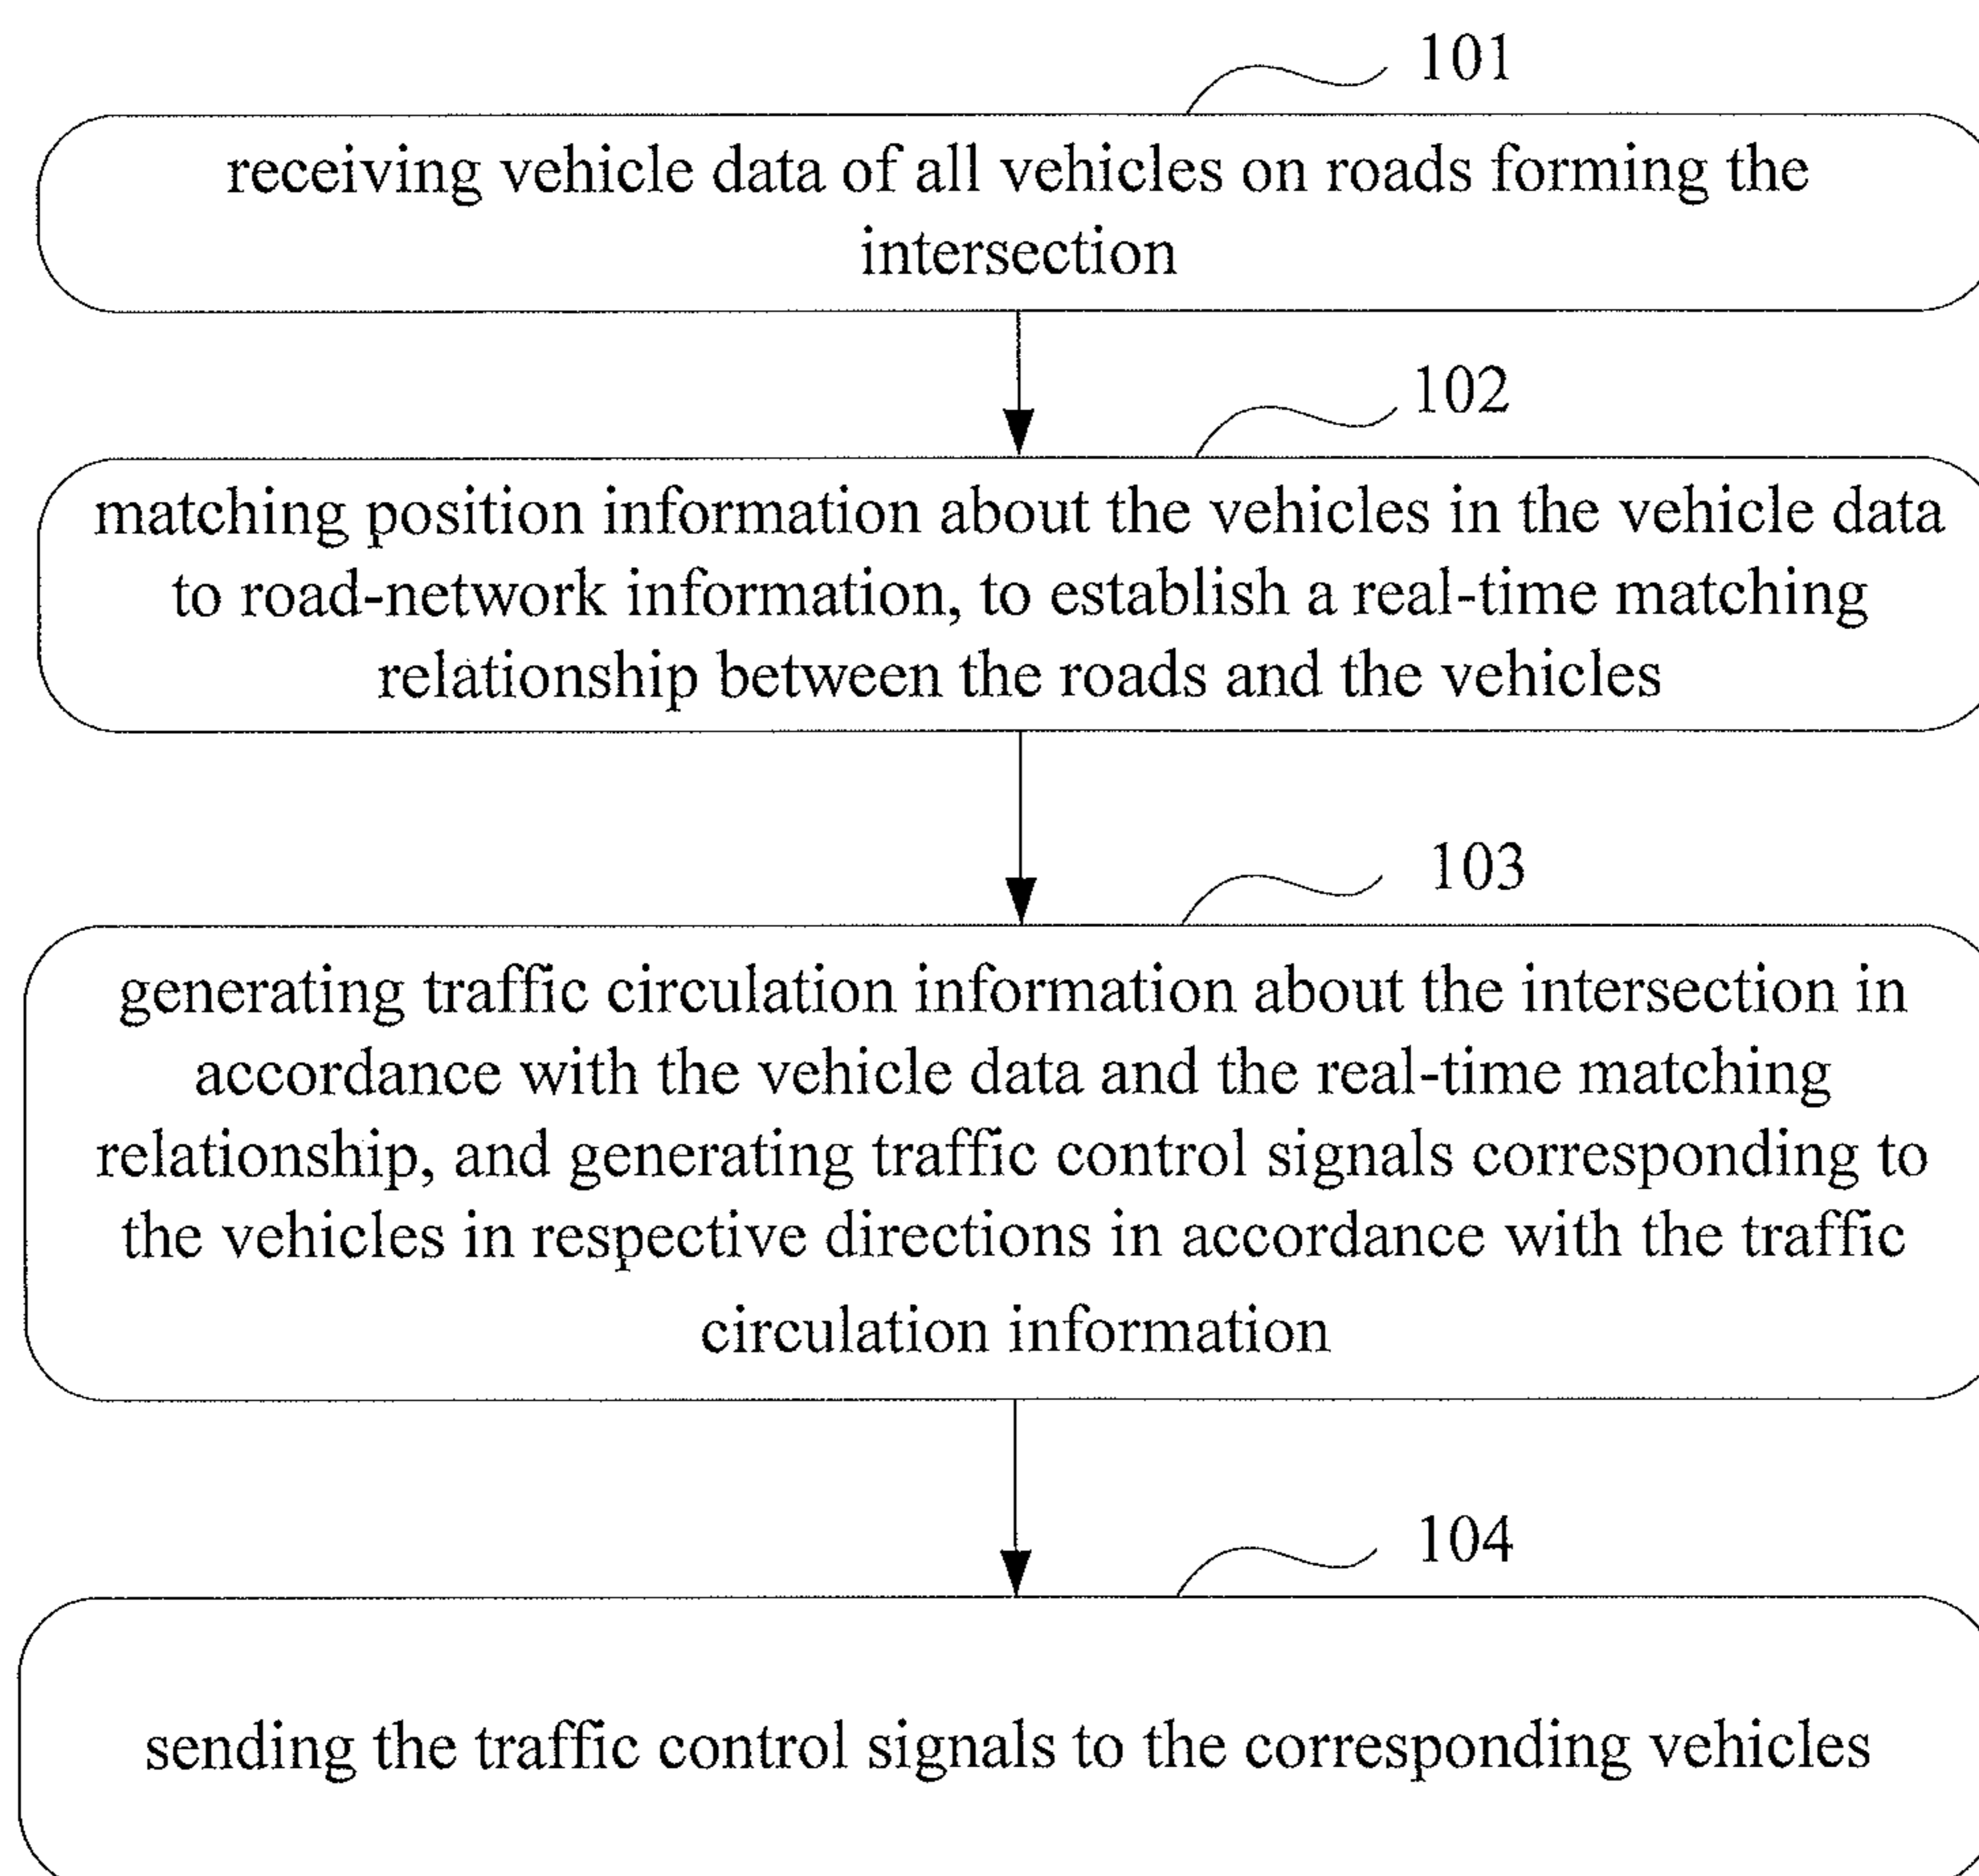 101
receiving vehicle data of all vehicles on roads forming the
intersection
102
matching position information about the vehicles in the vehicle data
to road-network information, to establish a real-time matching
relationship between the roads and the vehicles
103
generating traffic circulation information about the intersection in
accordance with the vehicle data and the real-time matching
relationship, and generating traffic control signals corresponding to
the vehicles in respective directions in accordance with the traffic
circulation information
104
sending the traffic control signals to the corresponding vehicles